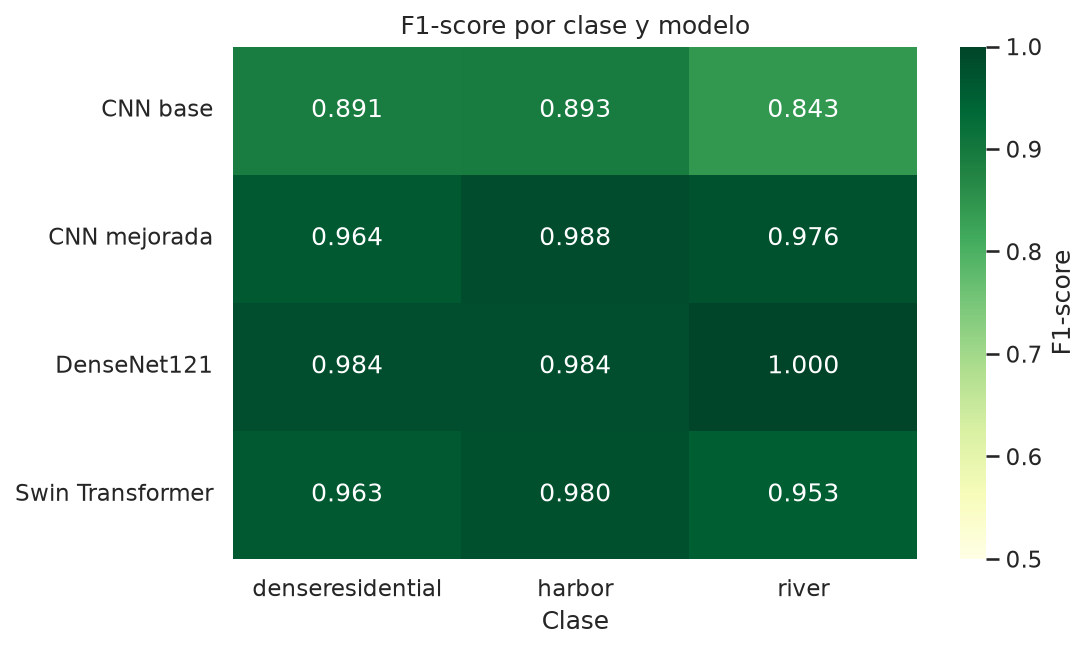 F1-score por clase y modelo
CNN base 0.891 0.893 0.843
CNN mejorada 0.964 0.988 0.976
DenseNet121 0.984 0.984 1.000
Swin Transformer 0.963 0.980 0.953
denseresidential harbor river
Clase
1.0
0.9
0.8
0.7
0.6
0.5
F1-score